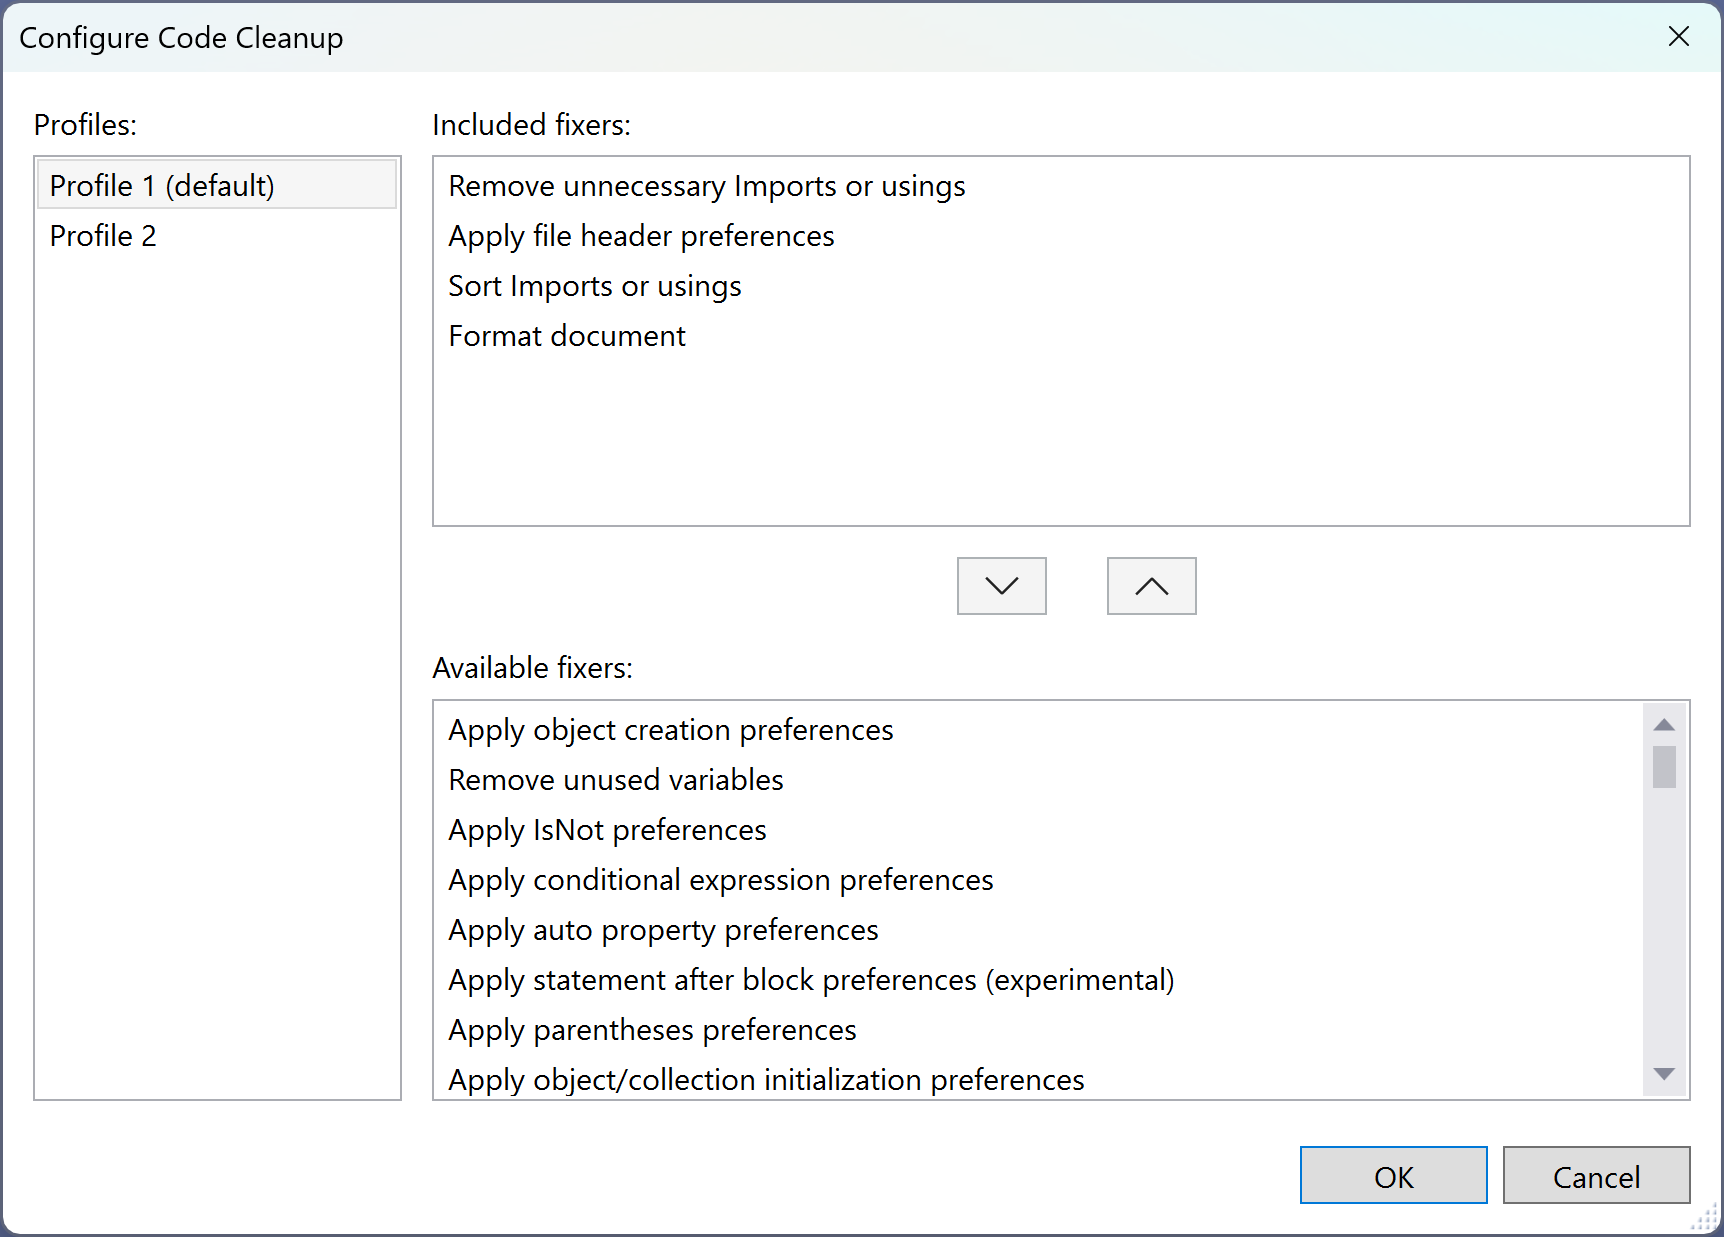 Configure Code Cleanup
Profiles:
Profile 1 (default)
Profile 2
Included fixers:
Remove unnecessary Imports or usings
Apply file header preferences
Sort Imports or usings
Format document
Available fixers:
Apply object creation preferences
Remove unused variables
Apply IsNot preferences
Apply conditional expression preferences
Apply auto property preferences
Apply statement after block preferences (experimental)
Apply parentheses preferences
Apply object/collection initialization preferences
OK
Cancel